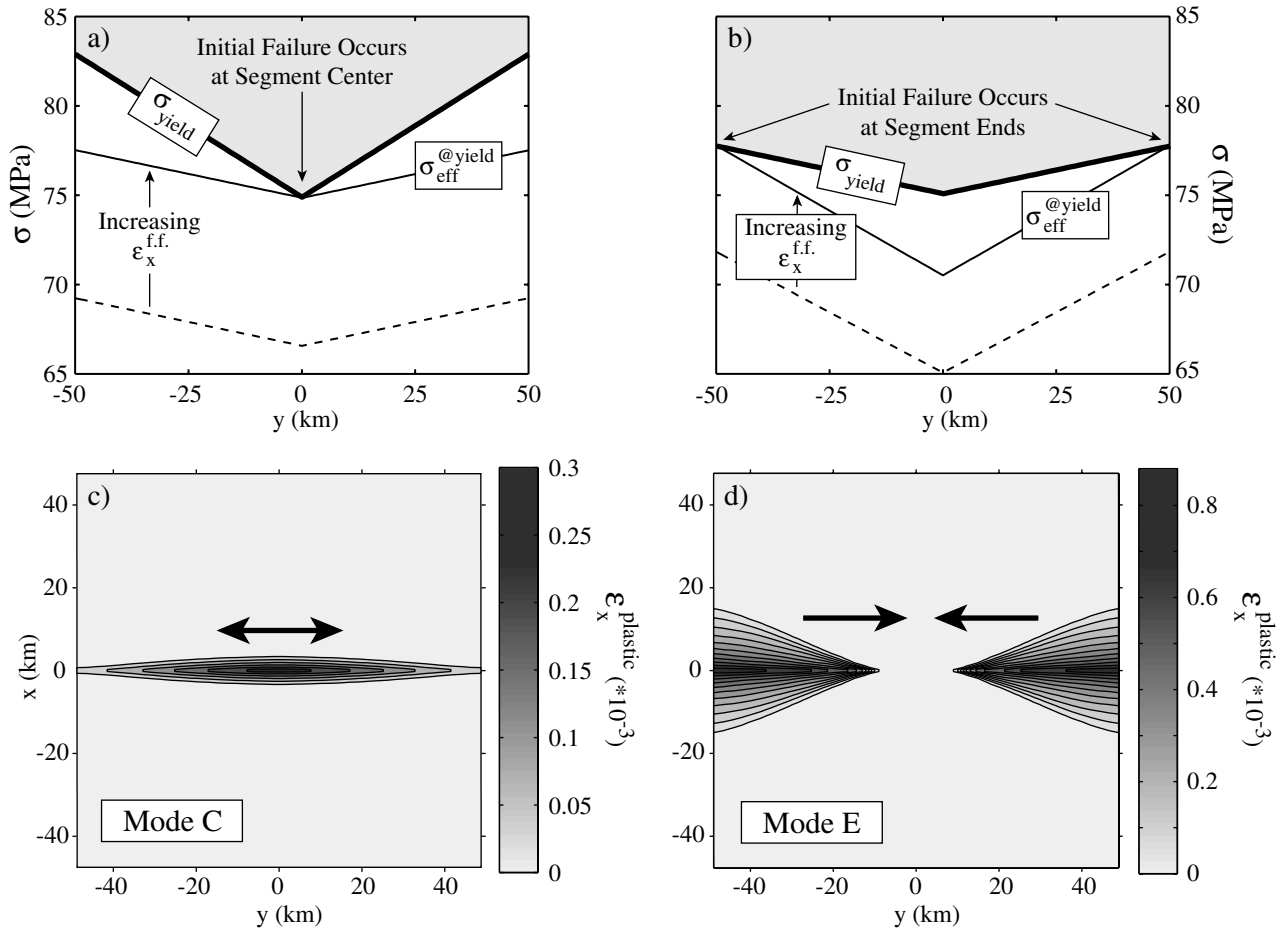 a)
Initial Failure Occurs
at Segment Center
σ
yield
σ eff @yield
Increasing
ε x f.f.
σ (MPa)
85
80
75
70
65
-50
-25
0
25
50
y (km)
b)
Initial Failure Occurs
at Segment Ends
σ
yield
σ eff @yield
Increasing
ε x f.f.
σ (MPa)
85
80
75
70
65
-50
-25
0
25
50
y (km)
c)
Mode C
x (km)
40
20
0
-20
-40
-40
-20
0
20
40
y (km)
0.3
0.25
0.2
0.15
0.1
0.05
0
ε x plastic (*10-3)
d)
Mode E
40
20
0
-20
-40
-40
-20
0
20
40
y (km)
0.8
0.6
0.4
0.2
0
ε x plastic (*10-3)